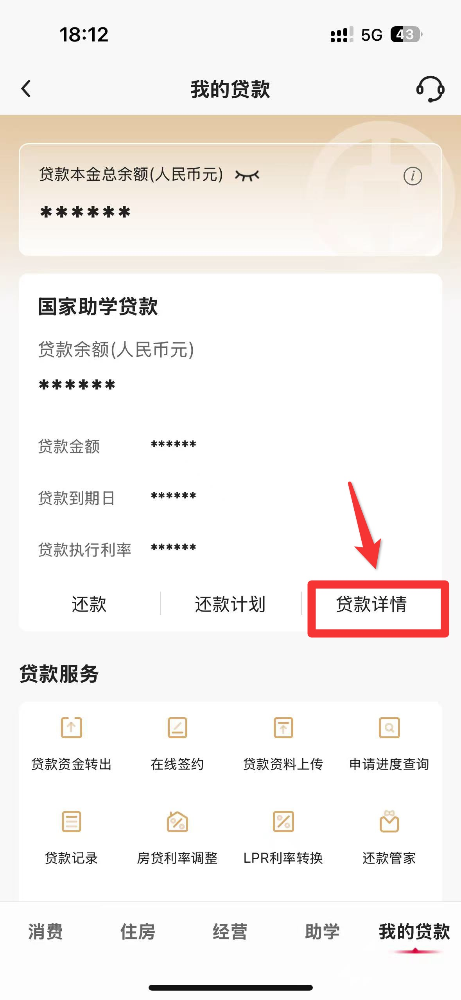 18:12
5G 43
我的贷款
贷款本金总余额(人民币元)
******
国家助学贷款
贷款余额(人民币元)
******
贷款金额 ******
贷款到期日 ******
贷款执行利率 ******
还款 还款计划 贷款详情
贷款服务
贷款资金转出 在线签约 贷款资料上传 申请进度查询
贷款记录 房贷利率调整 LPR利率转换 还款管家
消费 住房 经营 助学 我的贷款